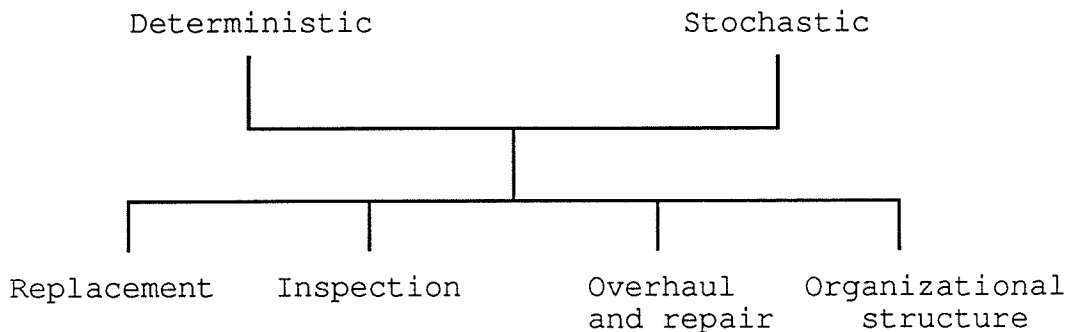 Deterministic
Stochastic
Replacement
Inspection
Overhaul
and repair
Organizational
structure